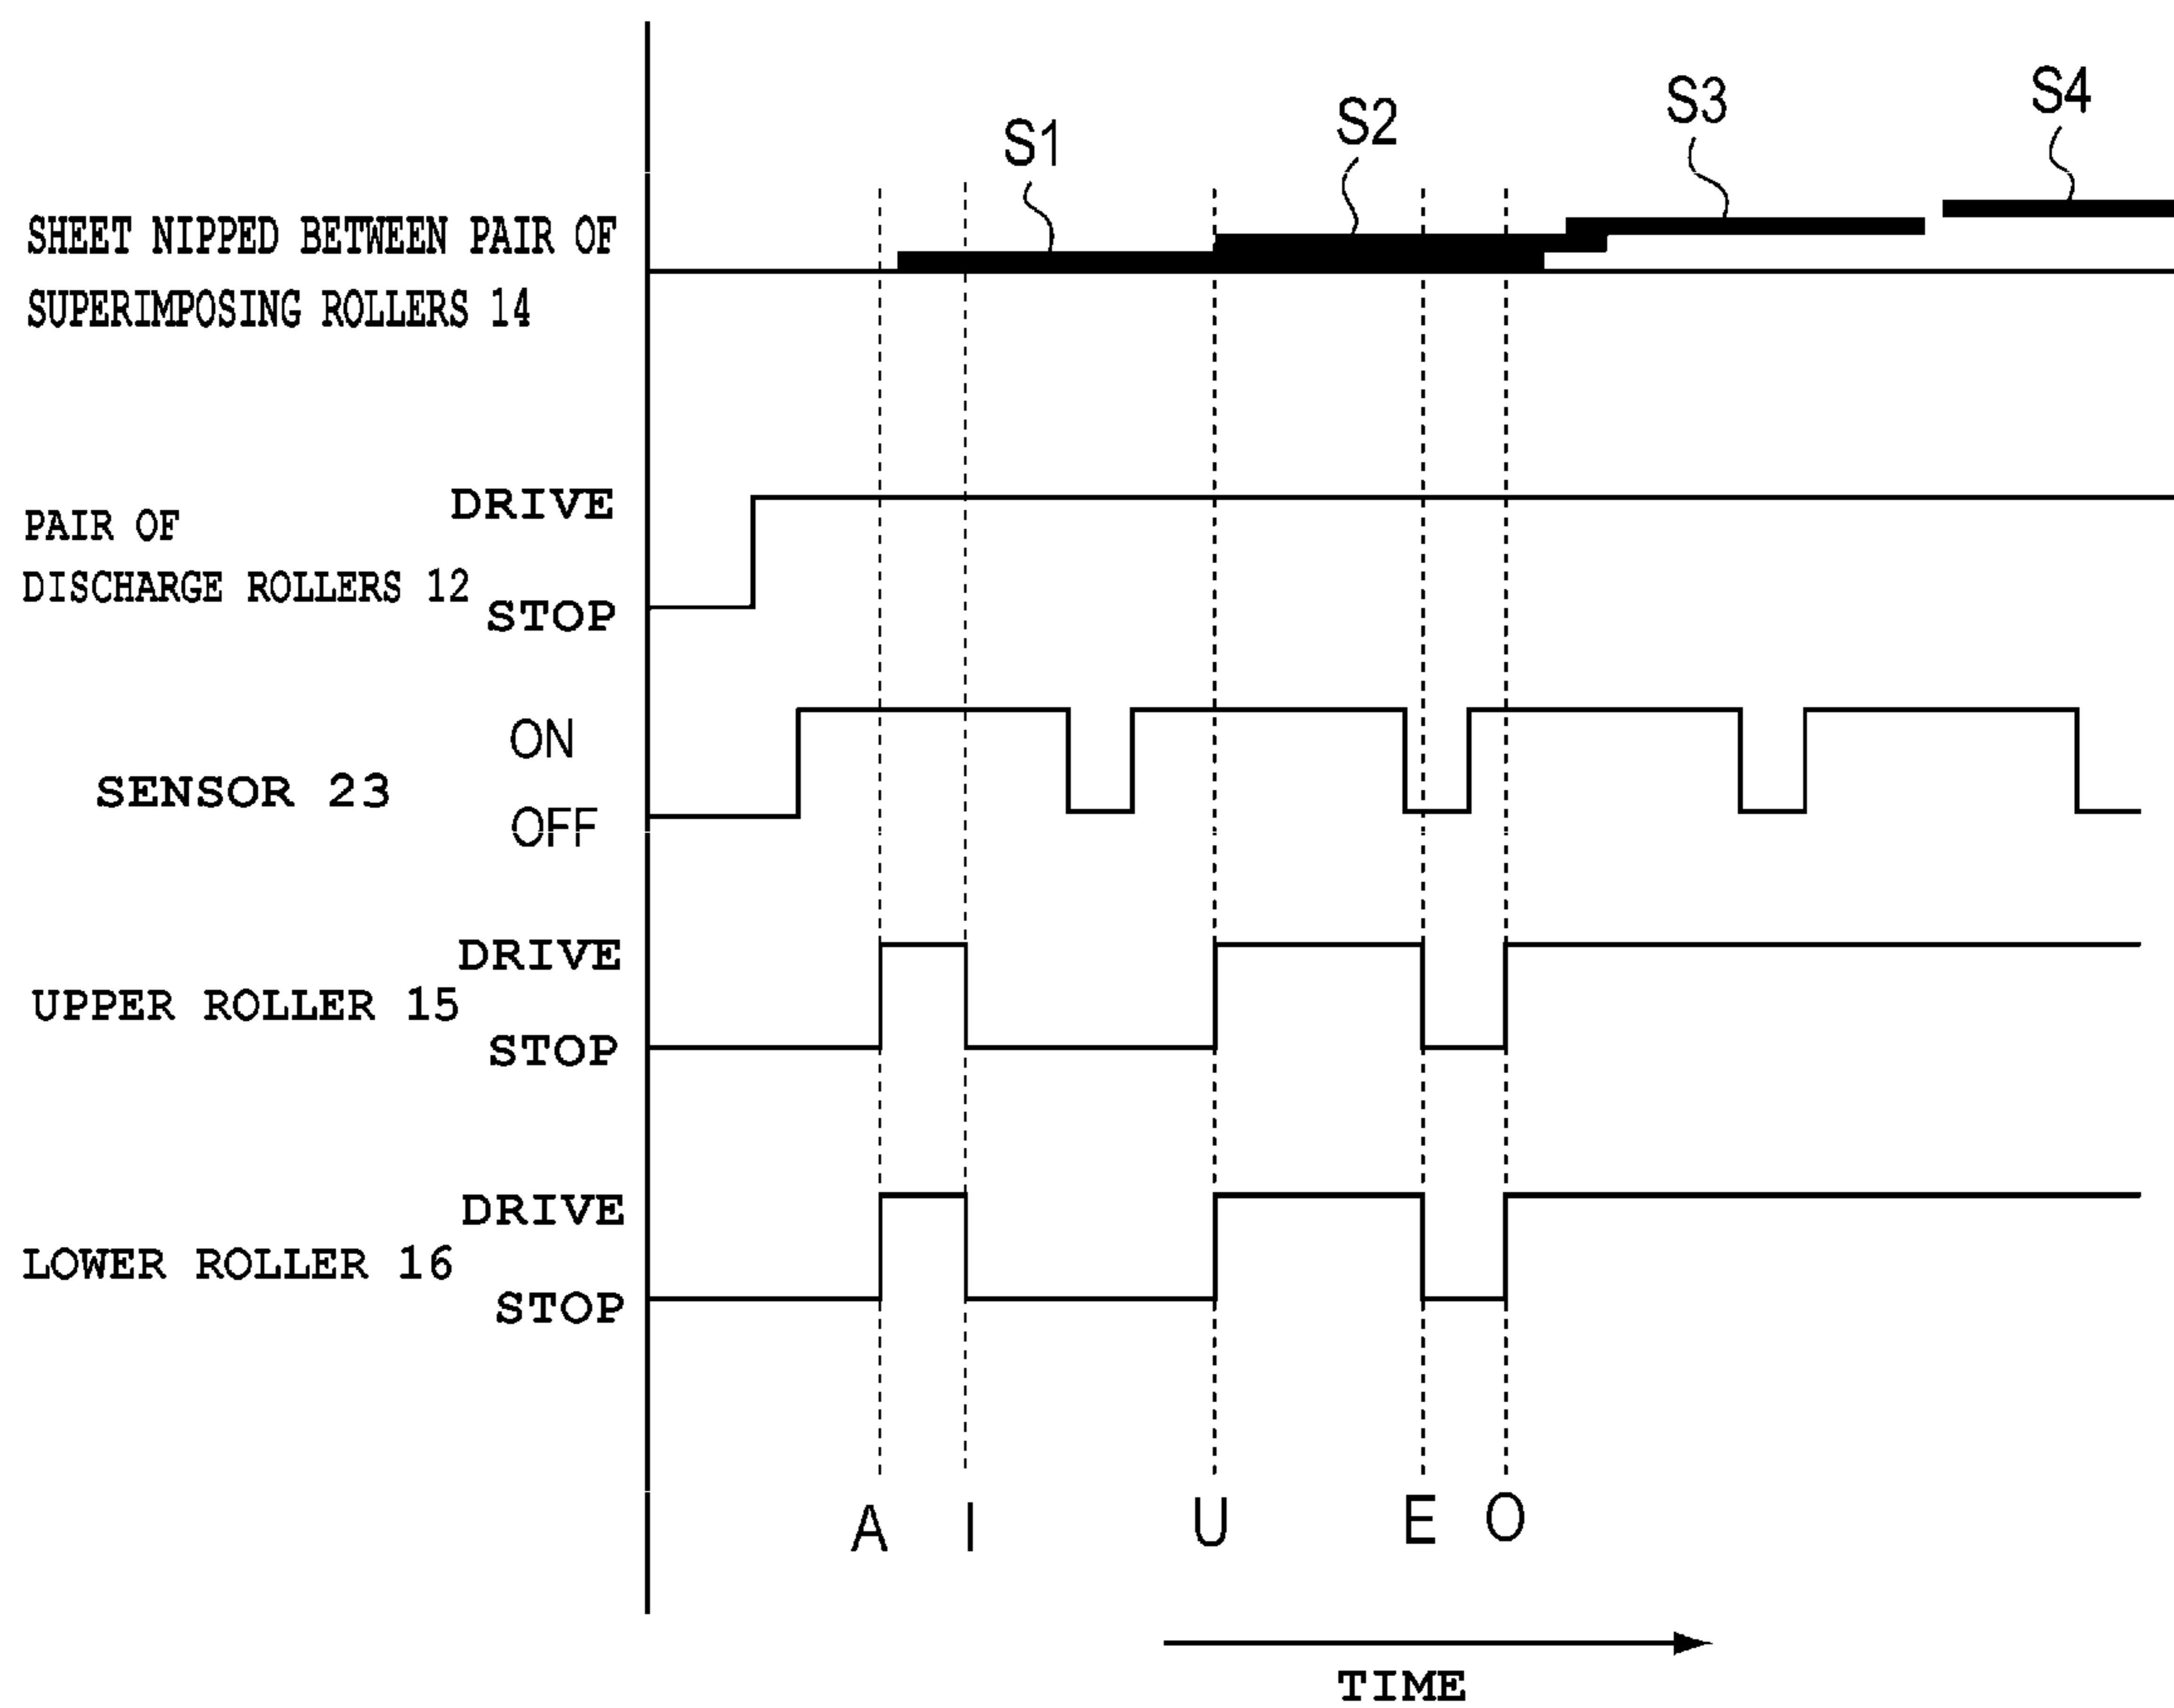 S1
S2
S3
S4
SHEET NIPPED BETWEEN PAIR OF
SUPERIMPOSING ROLLERS 14
DRIVE
PAIR OF
DISCHARGE ROLLERS 12
STOP
ON
SENSOR 23
OFF
DRIVE
UPPER ROLLER 15
STOP
DRIVE
LOWER ROLLER 16
STOP
A
I
U
E
O
TIME